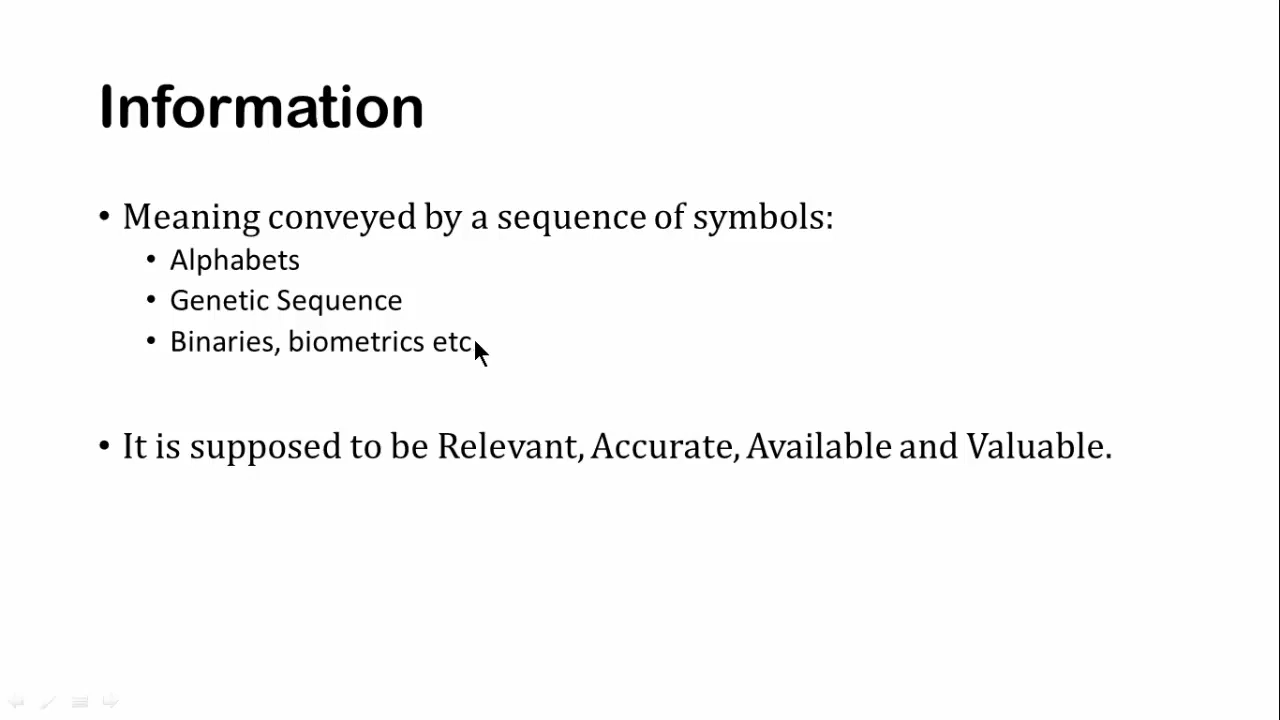 Information
• Meaning conveyed by a sequence of symbols:
• Alphabets
• Genetic Sequence
• Binaries, biometrics etc
• It is supposed to be Relevant, Accurate, Available and Valuable.